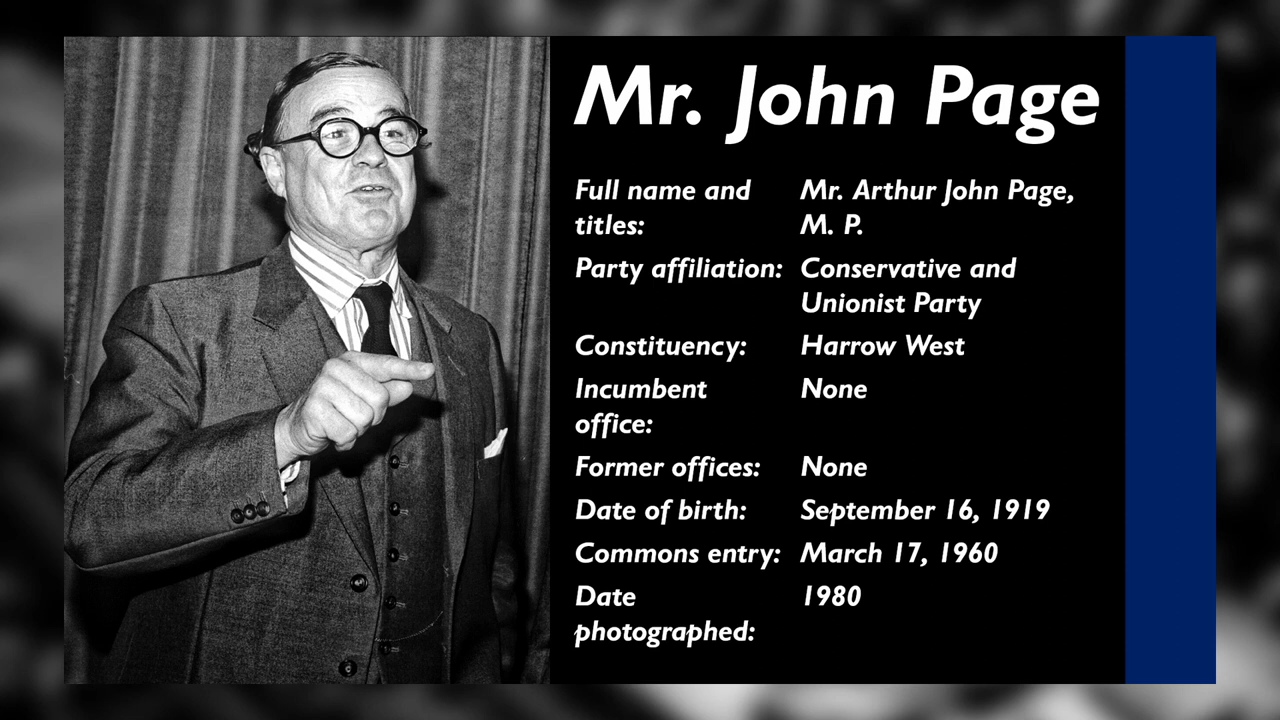 Mr. John Page
Full name and titles: Mr. Arthur John Page, M. P.
Party affiliation: Conservative and Unionist Party
Constituency: Harrow West
Incumbent office: None
Former offices: None
Date of birth: September 16, 1919
Commons entry: March 17, 1960
Date photographed: 1980